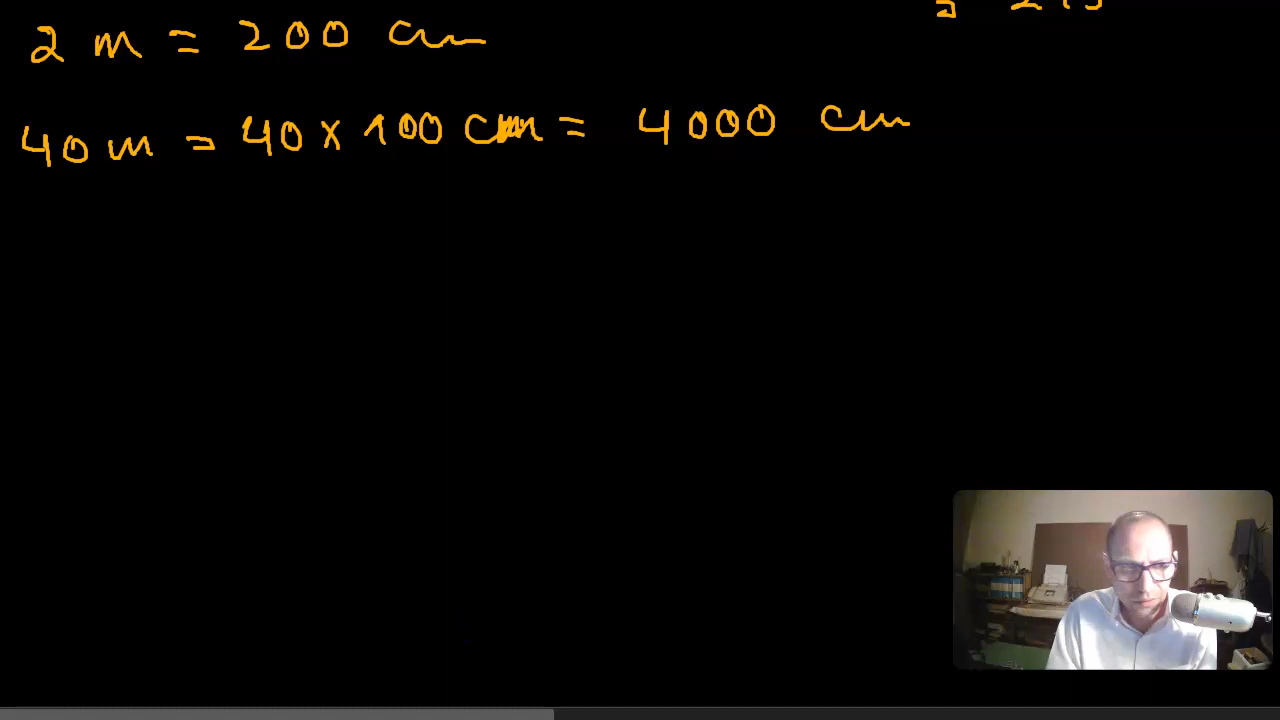 2 m = 200 cm
40 m = 40 x 100 cm = 4000 cm